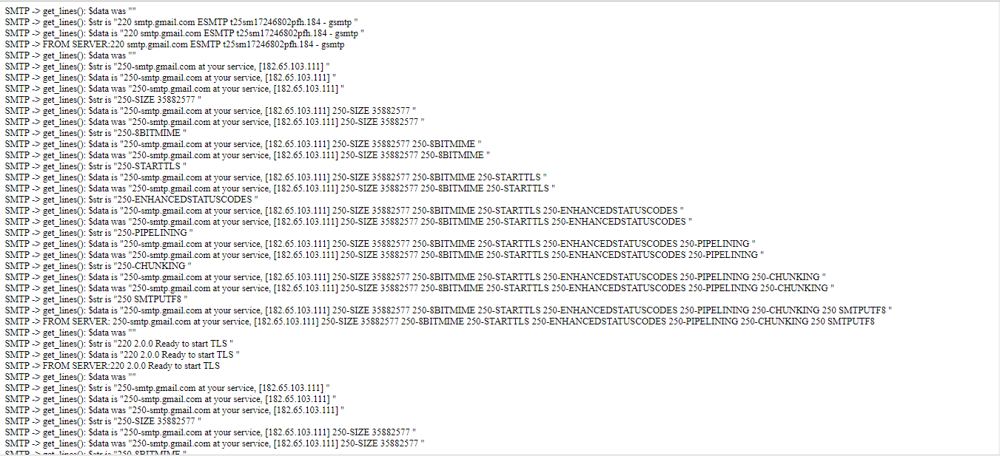 SMTP -> get_lines(): $data was ""
SMTP -> get_lines(): $str is "220 smtp.gmail.com ESMTP t25sm17246802pfh.184 - gsmtp "
SMTP -> get_lines(): $data is "220 smtp.gmail.com ESMTP t25sm17246802pfh.184 - gsmtp "
SMTP -> FROM SERVER:220 smtp.gmail.com ESMTP t25sm17246802pfh.184 - gsmtp
SMTP -> get_lines(): $data was ""
SMTP -> get_lines(): $str is "250-smtp.gmail.com at your service, [182.65.103.111] "
SMTP -> get_lines(): $data is "250-smtp.gmail.com at your service, [182.65.103.111] "
SMTP -> get_lines(): $data was "250-smtp.gmail.com at your service, [182.65.103.111] "
SMTP -> get_lines(): $str is "250-SIZE 35882577 "
SMTP -> get_lines(): $data is "250-smtp.gmail.com at your service, [182.65.103.111] 250-SIZE 35882577 "
SMTP -> get_lines(): $data was "250-smtp.gmail.com at your service, [182.65.103.111] 250-SIZE 35882577 "
SMTP -> get_lines(): $str is "250-8BITMIME "
SMTP -> get_lines(): $data is "250-smtp.gmail.com at your service, [182.65.103.111] 250-SIZE 35882577 250-8BITMIME "
SMTP -> get_lines(): $data was "250-smtp.gmail.com at your service, [182.65.103.111] 250-SIZE 35882577 250-8BITMIME "
SMTP -> get_lines(): $str is "250-STARTTLS "
SMTP -> get_lines(): $data is "250-smtp.gmail.com at your service, [182.65.103.111] 250-SIZE 35882577 250-8BITMIME 250-STARTTLS "
SMTP -> get_lines(): $data was "250-smtp.gmail.com at your service, [182.65.103.111] 250-SIZE 35882577 250-8BITMIME 250-STARTTLS "
SMTP -> get_lines(): $str is "250-ENHANCEDSTATUSCODES "
SMTP -> get_lines(): $data is "250-smtp.gmail.com at your service, [182.65.103.111] 250-SIZE 35882577 250-8BITMIME 250-STARTTLS 250-ENHANCEDSTATUSCODES "
SMTP -> get_lines(): $data was "250-smtp.gmail.com at your service, [182.65.103.111] 250-SIZE 35882577 250-8BITMIME 250-STARTTLS 250-ENHANCEDSTATUSCODES "
SMTP -> get_lines(): $str is "250-PIPELINING "
SMTP -> get_lines(): $data is "250-smtp.gmail.com at your service, [182.65.103.111] 250-SIZE 35882577 250-8BITMIME 250-STARTTLS 250-ENHANCEDSTATUSCODES 250-PIPELINING "
SMTP -> get_lines(): $data was "250-smtp.gmail.com at your service, [182.65.103.111] 250-SIZE 35882577 250-8BITMIME 250-STARTTLS 250-ENHANCEDSTATUSCODES 250-PIPELINING "
SMTP -> get_lines(): $str is "250-CHUNKING "
SMTP -> get_lines(): $data is "250-smtp.gmail.com at your service, [182.65.103.111] 250-SIZE 35882577 250-8BITMIME 250-STARTTLS 250-ENHANCEDSTATUSCODES 250-PIPELINING 250-CHUNKING "
SMTP -> get_lines(): $data was "250-smtp.gmail.com at your service, [182.65.103.111] 250-SIZE 35882577 250-8BITMIME 250-STARTTLS 250-ENHANCEDSTATUSCODES 250-PIPELINING 250-CHUNKING "
SMTP -> get_lines(): $str is "250 SMTPUTF8 "
SMTP -> get_lines(): $data is "250-smtp.gmail.com at your service, [182.65.103.111] 250-SIZE 35882577 250-8BITMIME 250-STARTTLS 250-ENHANCEDSTATUSCODES 250-PIPELINING 250-CHUNKING 250 SMTPUTF8 "
SMTP -> FROM SERVER: 250-smtp.gmail.com at your service, [182.65.103.111] 250-SIZE 35882577 250-8BITMIME 250-STARTTLS 250-ENHANCEDSTATUSCODES 250-PIPELINING 250-CHUNKING 250 SMTPUTF8
SMTP -> get_lines(): $data was ""
SMTP -> get_lines(): $str is "220 2.0.0 Ready to start TLS "
SMTP -> get_lines(): $data is "220 2.0.0 Ready to start TLS "
SMTP -> FROM SERVER:220 2.0.0 Ready to start TLS
SMTP -> get_lines(): $data was ""
SMTP -> get_lines(): $str is "250-smtp.gmail.com at your service, [182.65.103.111] "
SMTP -> get_lines(): $data is "250-smtp.gmail.com at your service, [182.65.103.111] "
SMTP -> get_lines(): $data was "250-smtp.gmail.com at your service, [182.65.103.111] "
SMTP -> get_lines(): $str is "250-SIZE 35882577 "
SMTP -> get_lines(): $data is "250-smtp.gmail.com at your service, [182.65.103.111] 250-SIZE 35882577 "
SMTP -> get_lines(): $data was "250-smtp.gmail.com at your service, [182.65.103.111] 250-SIZE 35882577 "
SMTP -> get_lines(): $str is "250-8BITMIME "